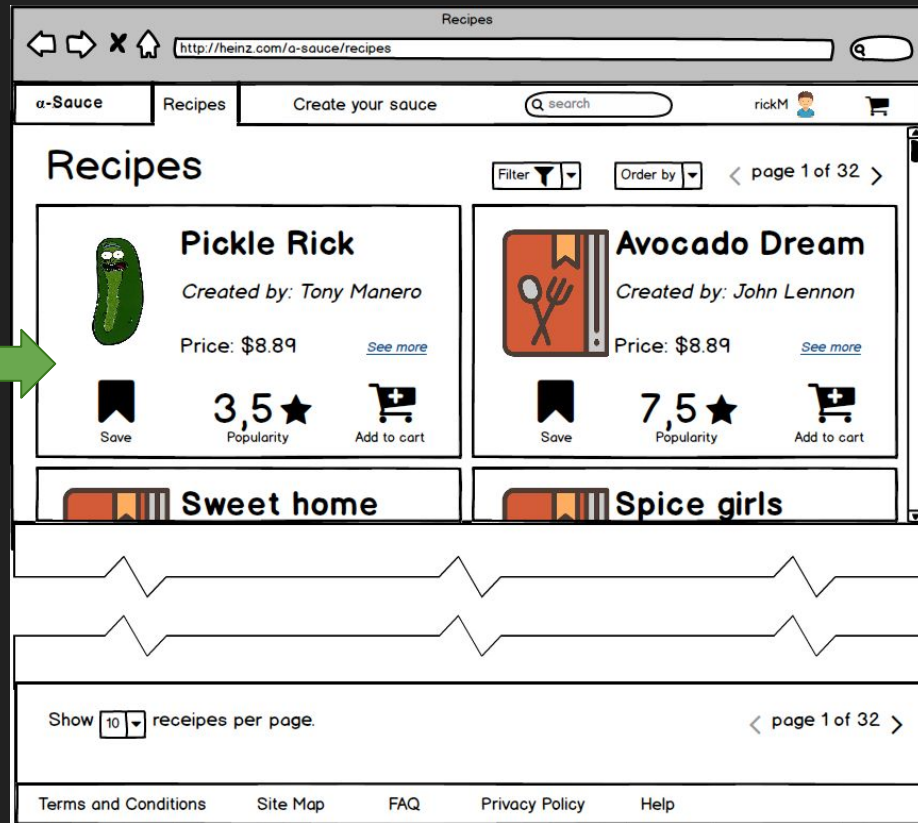 Recipes
http://heinz.com/a-sauce/recipes
α-Sauce Recipes Create your sauce search rickM
Recipes Filter Order by page 1 of 32
Pickle Rick
Created by: Tony Manero
Price: $8.89 See more
3,5
Save Popularity Add to cart
Avocado Dream
Created by: John Lennon
Price: $8.89 See more
7,5
Save Popularity Add to cart
Sweet home
Spice girls
Show 10 receipes per page. page 1 of 32
Terms and Conditions Site Map FAQ Privacy Policy Help